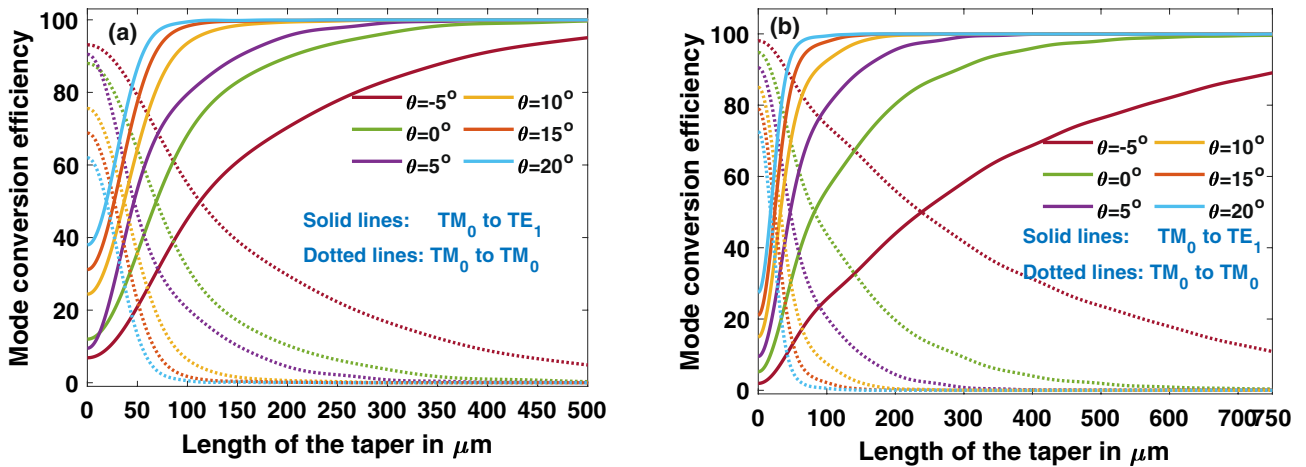 (a)
Mode conversion efficiency
100
80
60
40
20
0
θ=-5° θ=10°
θ=0° θ=15°
θ=5° θ=20°
Solid lines: TM₀ to TE₁
Dotted lines: TM₀ to TM₀
0 50 100 150 200 250 300 350 400 450 500
Length of the taper in μm
(b)
Mode conversion efficiency
100
80
60
40
20
0
θ=-5° θ=10°
θ=0° θ=15°
θ=5° θ=20°
Solid lines: TM₀ to TE₁
Dotted lines: TM₀ to TM₀
0 100 200 300 400 500 600 700 750
Length of the taper in μm